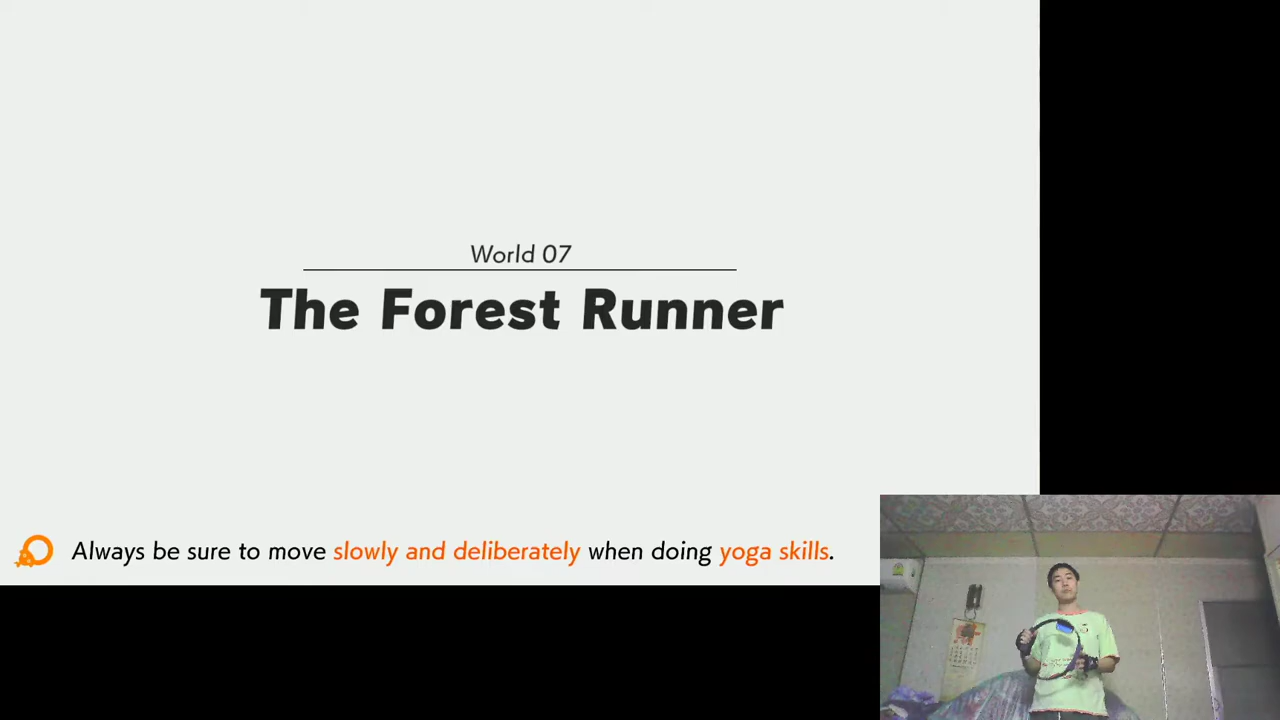 World 07
The Forest Runner
Always be sure to move slowly and deliberately when doing yoga skills.